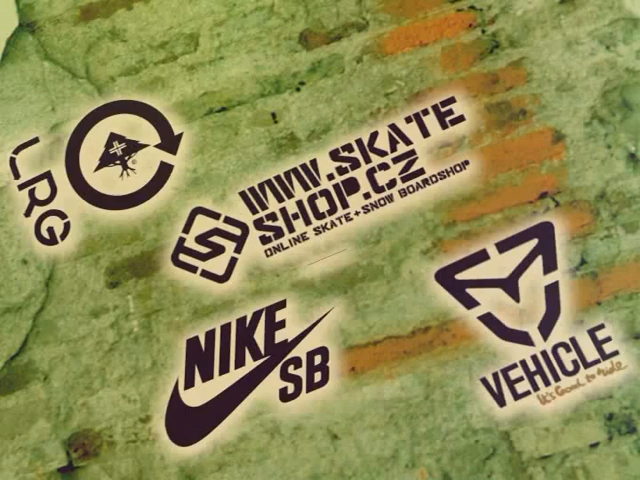 LRG
WWW.SKATE
SHOP.CZ
ONLINE SKATE+SNOW BOARDSHOP
NIKE
SB
VEHICLE
It's Good to ride